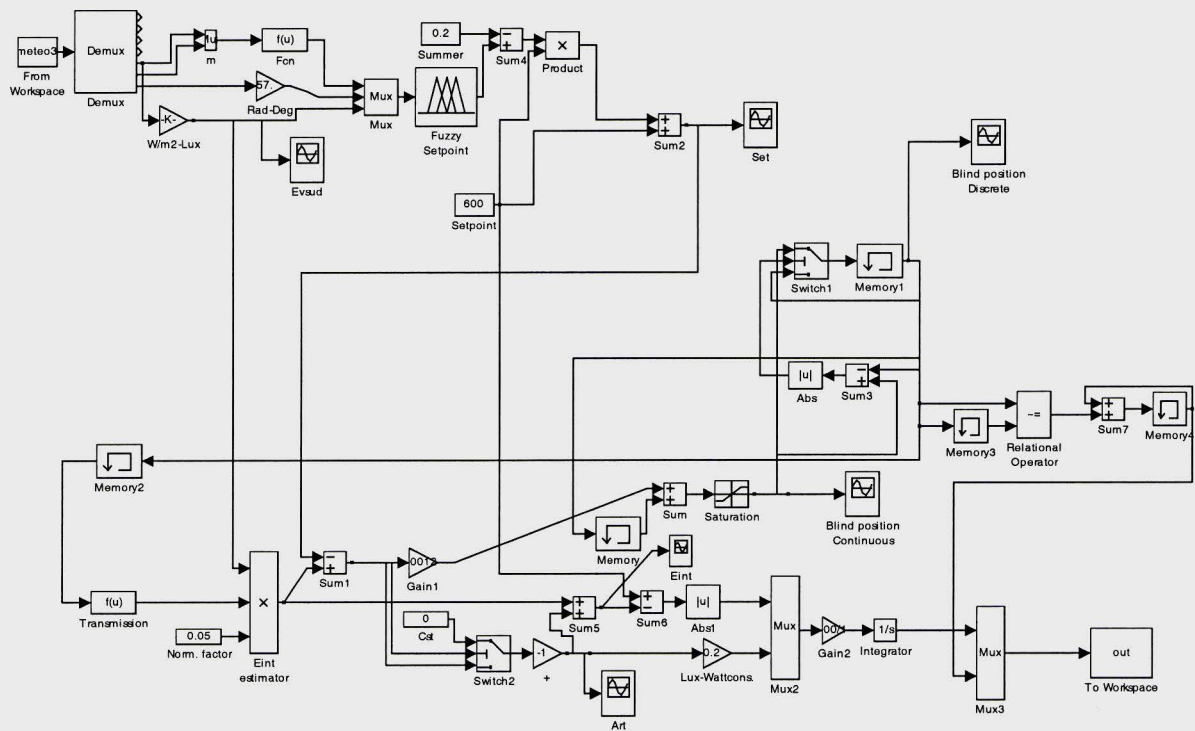 meteo3
From
Workspace
Demux
Demux
m
f(u)
Fcn
57.
Rad-Deg
-K-
W/m2-Lux
Evsud
Mux
Mux
Fuzzy
Setpoint
0.2
Summer
Sum4
×
Product
600
Setpoint
Sum2
Set
Blind position
Discrete
Switch1
Memory1
|u|
Abs
Sum3
Memory3
~=
Relational
Operator
Sum7
Memory4
Memory2
Sum
Saturation
Blind position
Continuous
Memory
Eint
Sum1
0012
Gain1
f(u)
Transmission
0.05
Norm. factor
×
Eint
estimator
0
Cst
Switch2
-1
+
Art
Sum5
Sum6
|u|
Abs1
0.2
Lux-Wattcons.
Mux
Mux2
00/1
Gain2
1/s
Integrator
Mux
Mux3
out
To Workspace